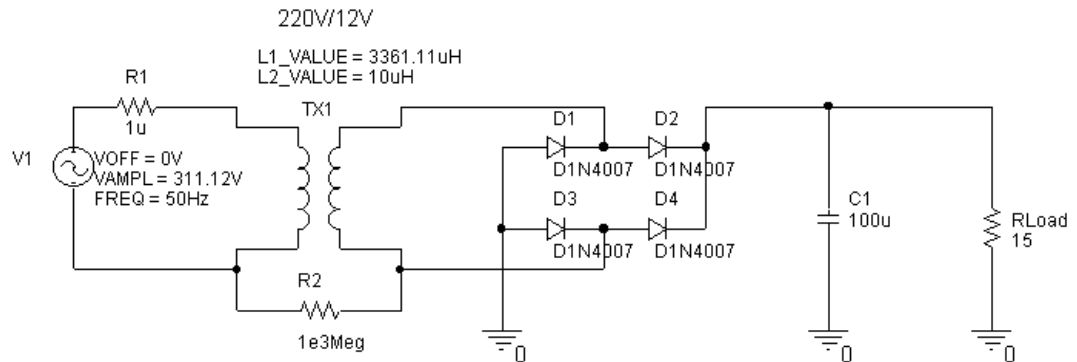 220V/12V
L1_VALUE = 3361.11uH
L2_VALUE = 10uH
R1
TX1
1u
D1
D2
V1
VOFF = 0V
VAMPL = 311.12V
FREQ = 50Hz
D1N4007
D1N4007
D3
D4
C1
100u
RLoad
15
D1N4007
D1N4007
R2
1e3Meg
0
0
0